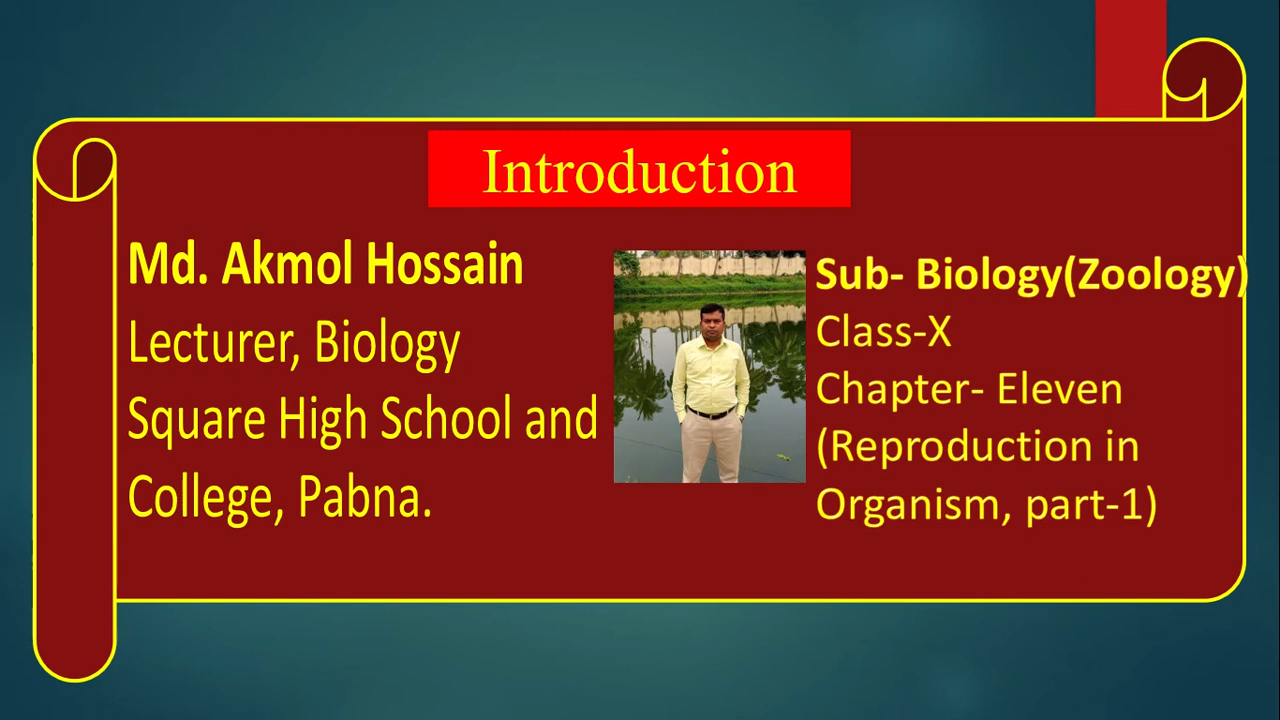 Introduction
Md. Akmol Hossain
Lecturer, Biology
Square High School and
College, Pabna.
Sub- Biology(Zoology)
Class-X
Chapter- Eleven
(Reproduction in
Organism, part-1)